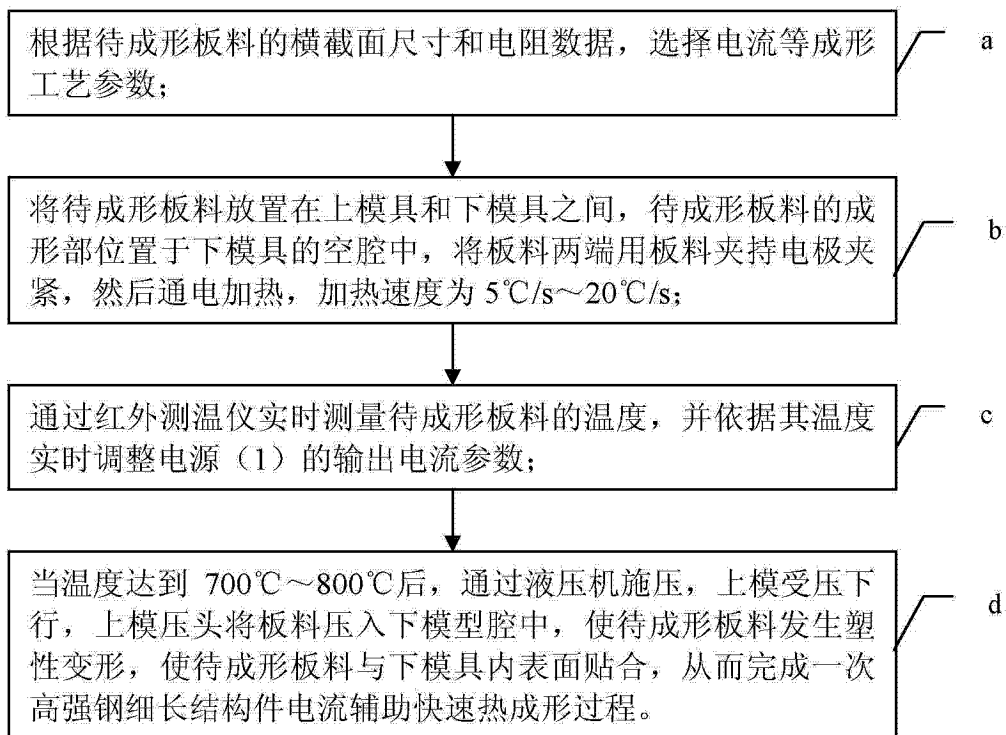 根据待成形板料的横截面尺寸和电阻数据，选择电流等成形
工艺参数；
a
将待成形板料放置在上模具和下模具之间，待成形板料的成
形部位置于下模具的空腔中，将板料两端用板料夹持电极夹
紧，然后通电加热，加热速度为 5℃/s～20℃/s；
b
通过红外测温仪实时测量待成形板料的温度，并依据其温度
实时调整电源（1）的输出电流参数；
c
当温度达到 700℃～800℃后，通过液压机施压，上模受压下
行，上模压头将板料压入下模型腔中，使待成形板料发生塑
性变形，使待成形板料与下模具内表面贴合，从而完成一次
高强钢细长结构件电流辅助快速热成形过程。
d